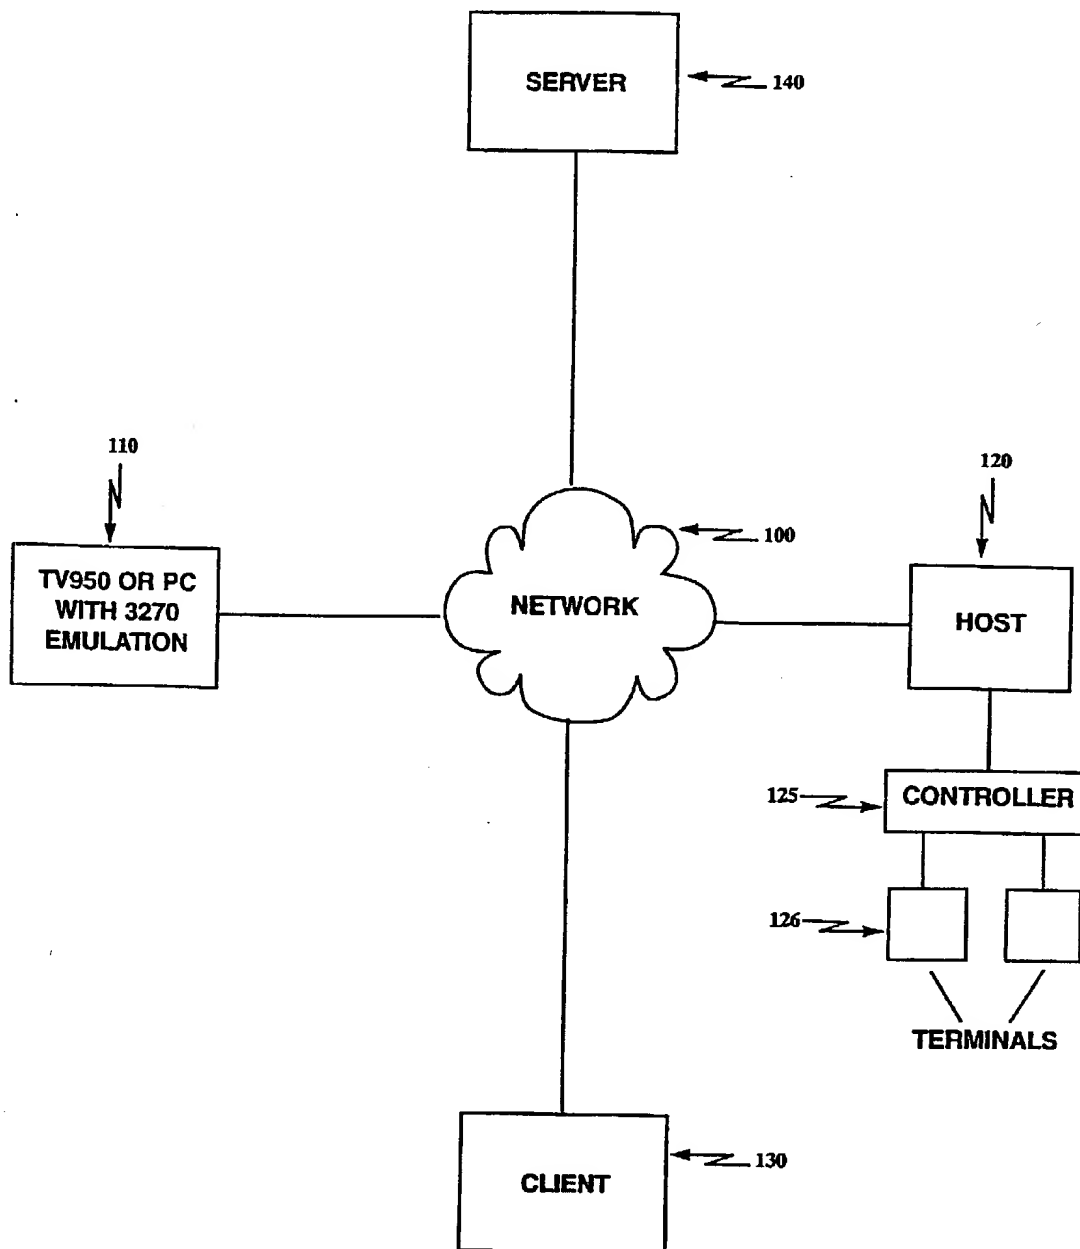 SERVER
140
110
120
100
TV950 OR PC
WITH 3270
EMULATION
NETWORK
HOST
125
CONTROLLER
126
TERMINALS
130
CLIENT